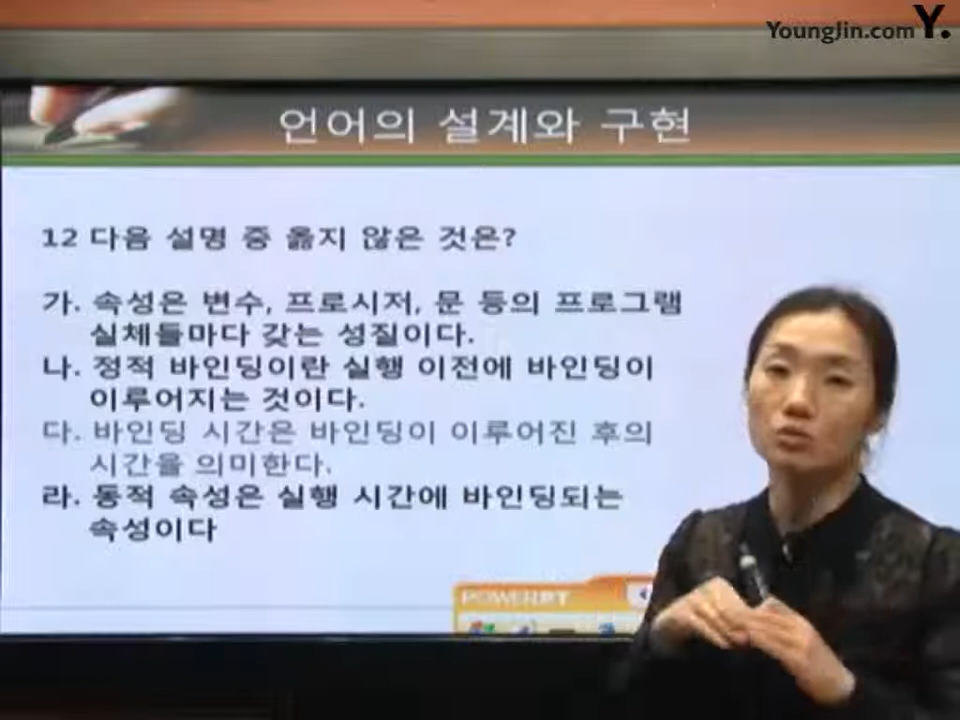 YoungJin.com Y.
언어의 설계와 구현
12 다음 설명 중 옳지 않은 것은?
가. 속성은 변수, 프로시저, 문 등의 프로그램
실체들마다 갖는 성질이다.
나. 정적 바인딩이란 실행 이전에 바인딩이
이루어지는 것이다.
다. 바인딩 시간은 바인딩이 이루어진 후의
시간을 의미한다.
라. 동적 속성은 실행 시간에 바인딩되는
속성이다